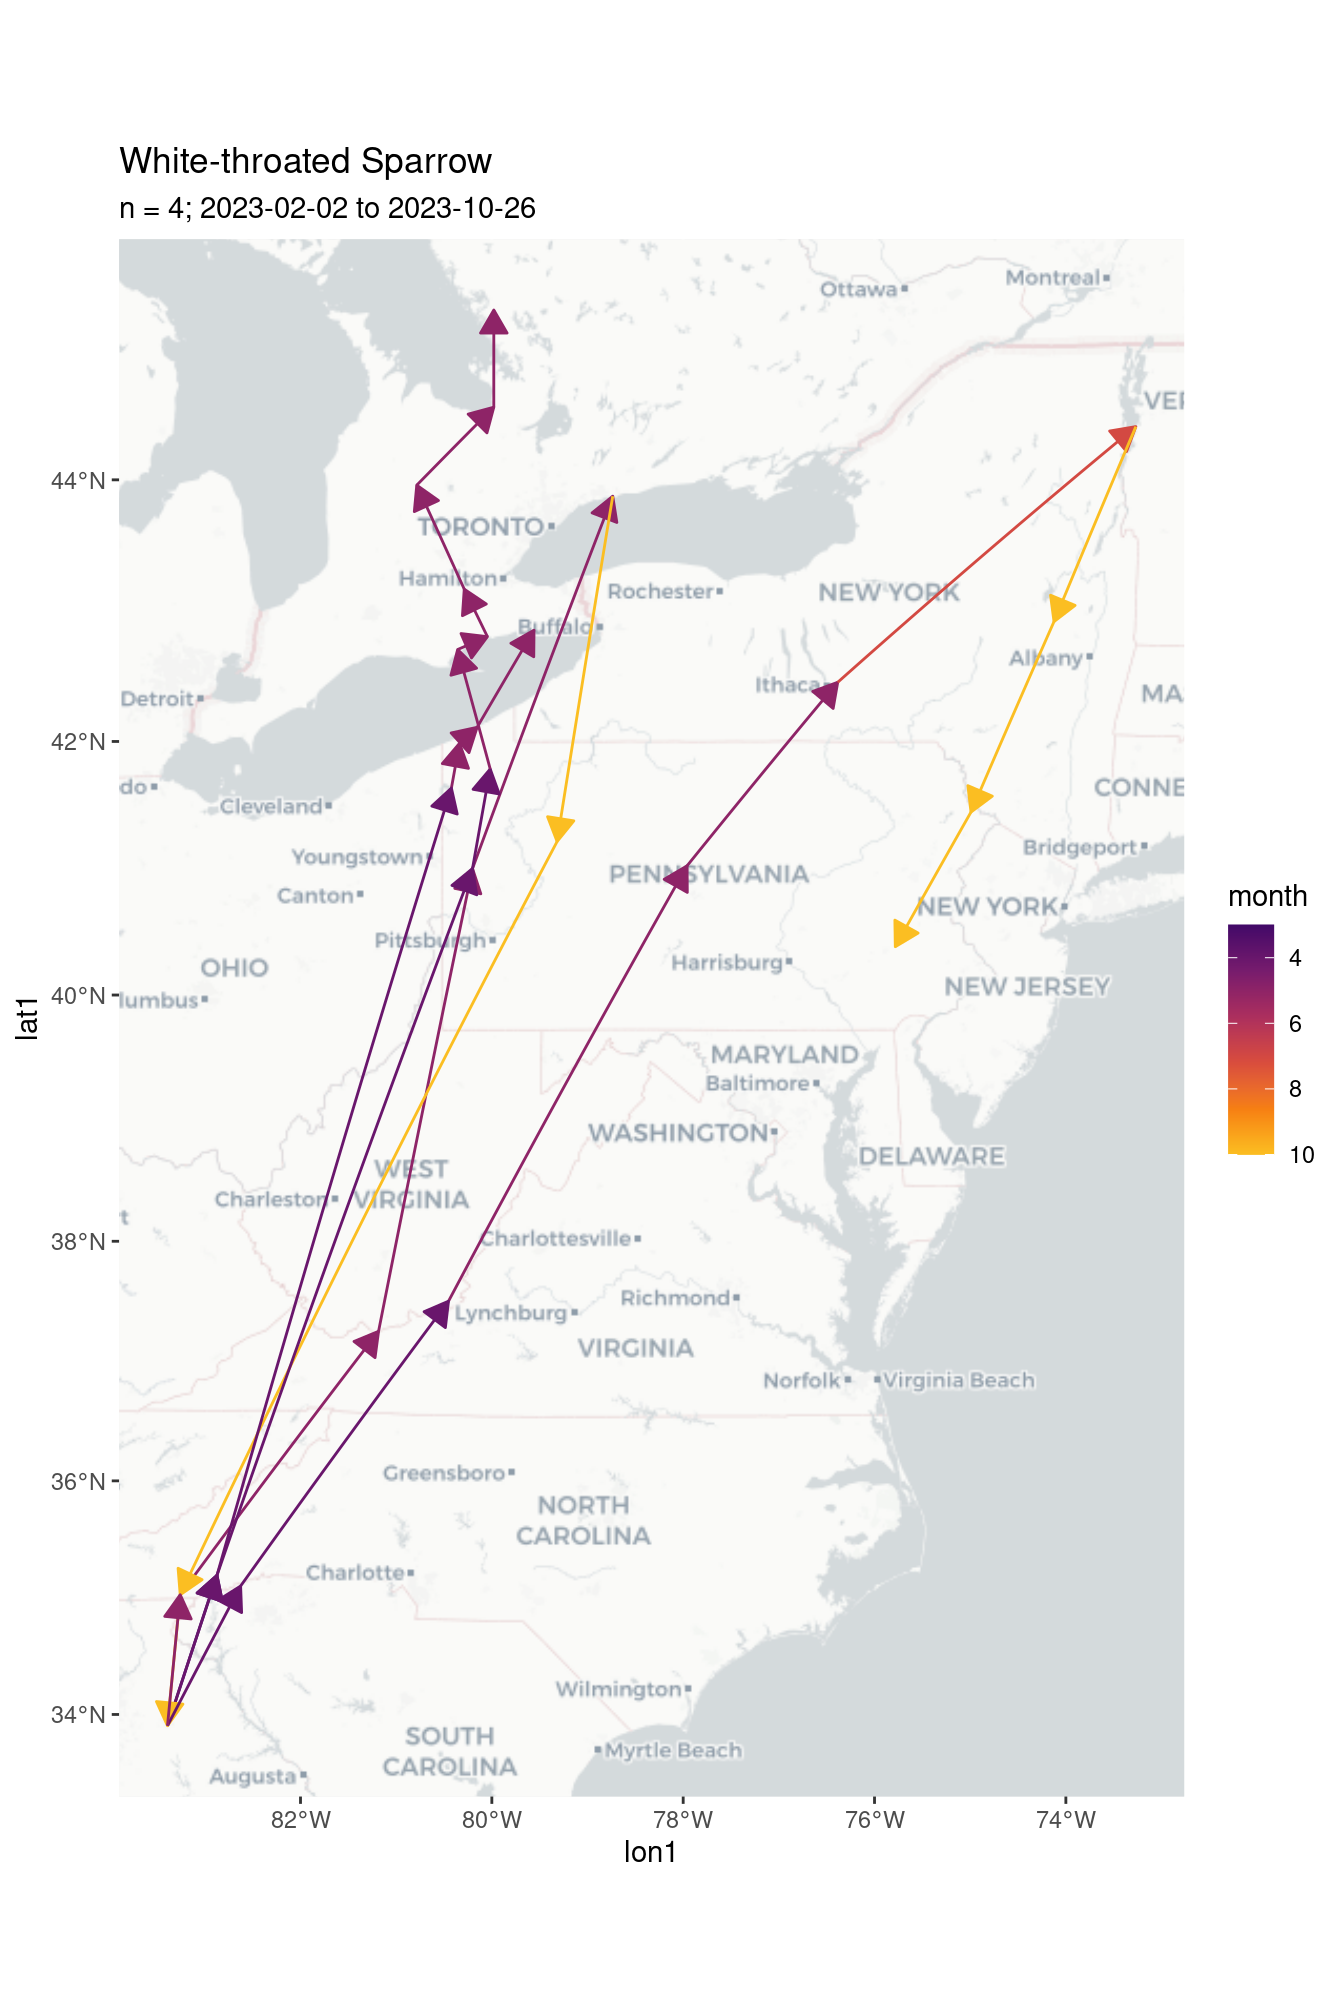 White-throated Sparrow
n = 4; 2023-02-02 to 2023-10-26
Ottawa
Montreal
VER
44°N
TORONTO
Hamilton
Rochester
NEW YORK
Buffalo
Albany
Ithaca
Detroit
MA
42°N
do
Cleveland
CONNE
Bridgeport
Youngstown
PENNSYLVANIA
Canton
NEW YORK
Pittsburgh
Harrisburg
OHIO
NEW JERSEY
40°N
lumbus
MARYLAND
Baltimore
WASHINGTON
DELAWARE
WEST
VIRGINIA
Charleston
t
38°N
Charlottesville
Richmond
Lynchburg
VIRGINIA
Norfolk
Virginia Beach
36°N
Greensboro
NORTH
CAROLINA
Charlotte
Wilmington
34°N
SOUTH
CAROLINA
Myrtle Beach
Augusta
82°W
80°W
78°W
76°W
74°W
lon1
lat1
month
4
6
8
10